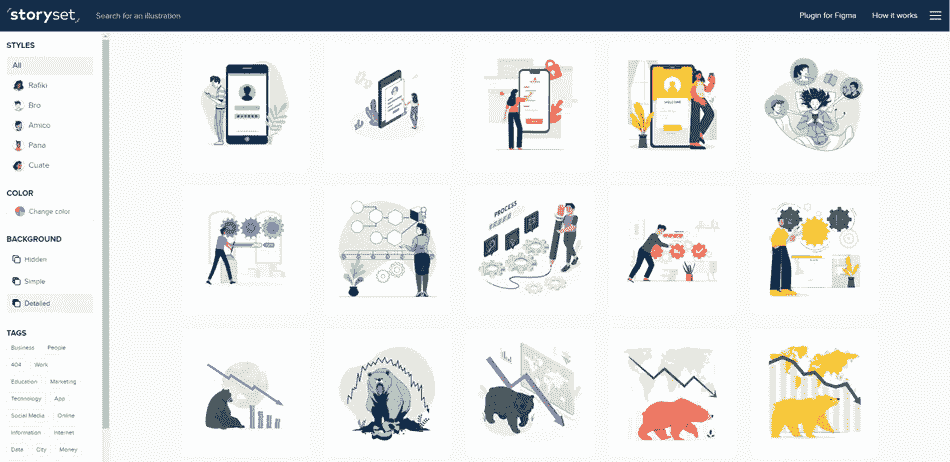 storyset
Search for an illustration
Plugin for Figma
How it works
STYLES
All
Rafiki
Bro
Amico
Pana
Cuate
COLOR
Change color
BACKGROUND
Hidden
Simple
Detailed
TAGS
Business People
404 Work
Education Marketing
Technology App
Social Media Online
Information Internet
Data City Money
WELCOME
PROCESS